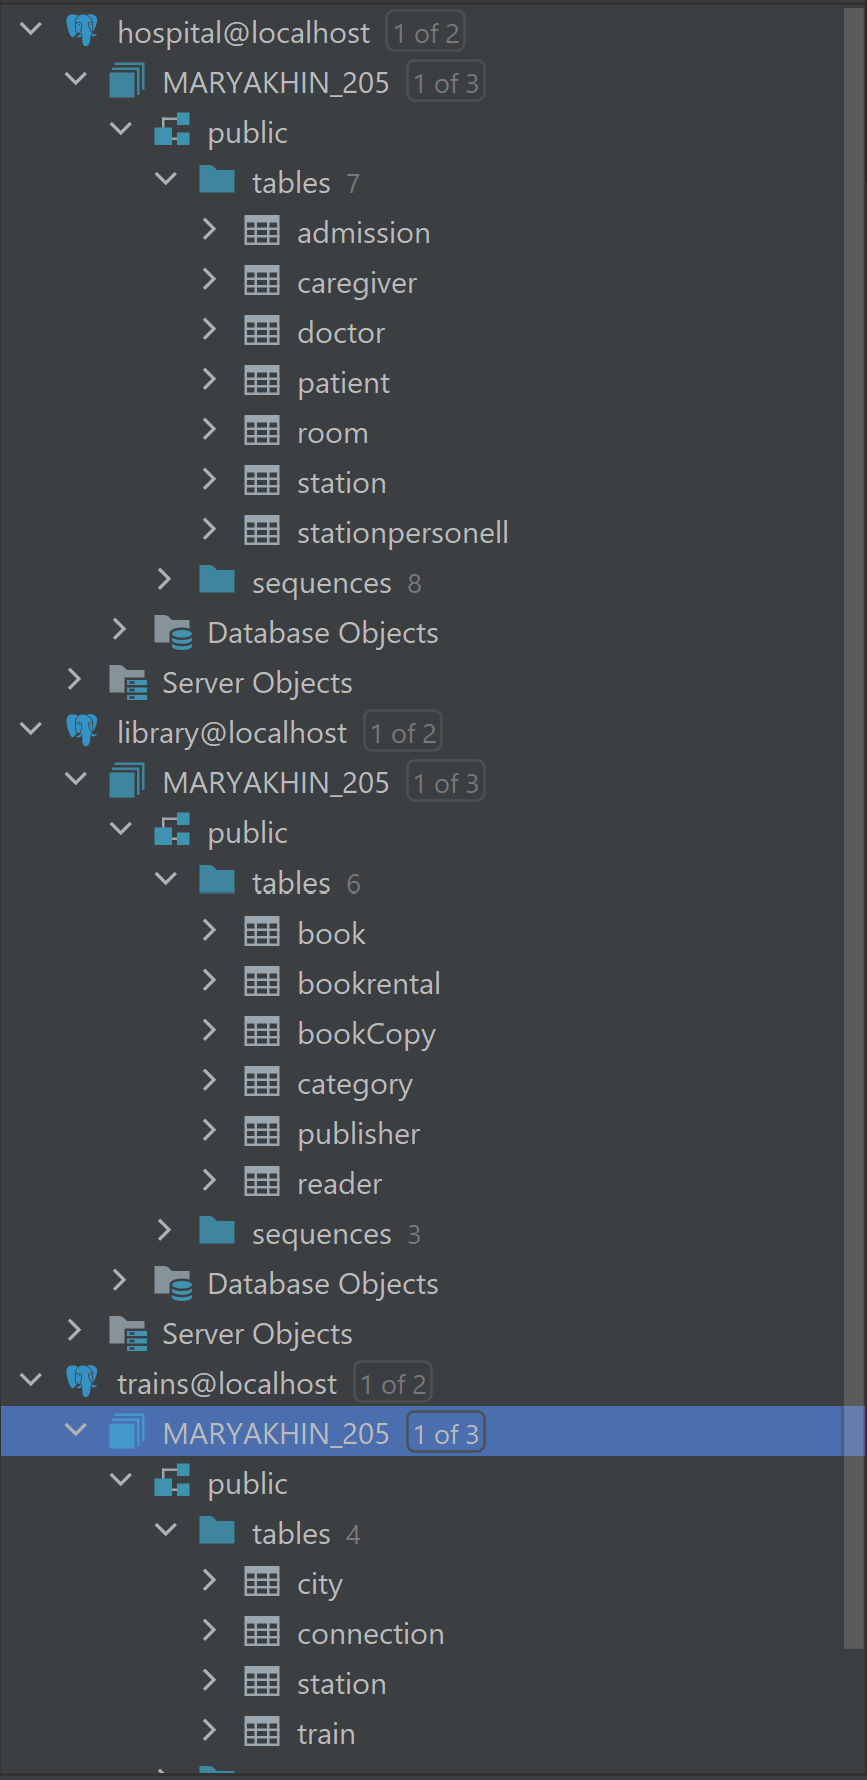 hospital@localhost 1 of 2
MARYAKHIN_205 1 of 3
public
tables 7
admission
caregiver
doctor
patient
room
station
stationpersonell
sequences 8
Database Objects
Server Objects
library@localhost 1 of 2
MARYAKHIN_205 1 of 3
public
tables 6
book
bookrental
bookCopy
category
publisher
reader
sequences 3
Database Objects
Server Objects
trains@localhost 1 of 2
MARYAKHIN_205 1 of 3
public
tables 4
city
connection
station
train